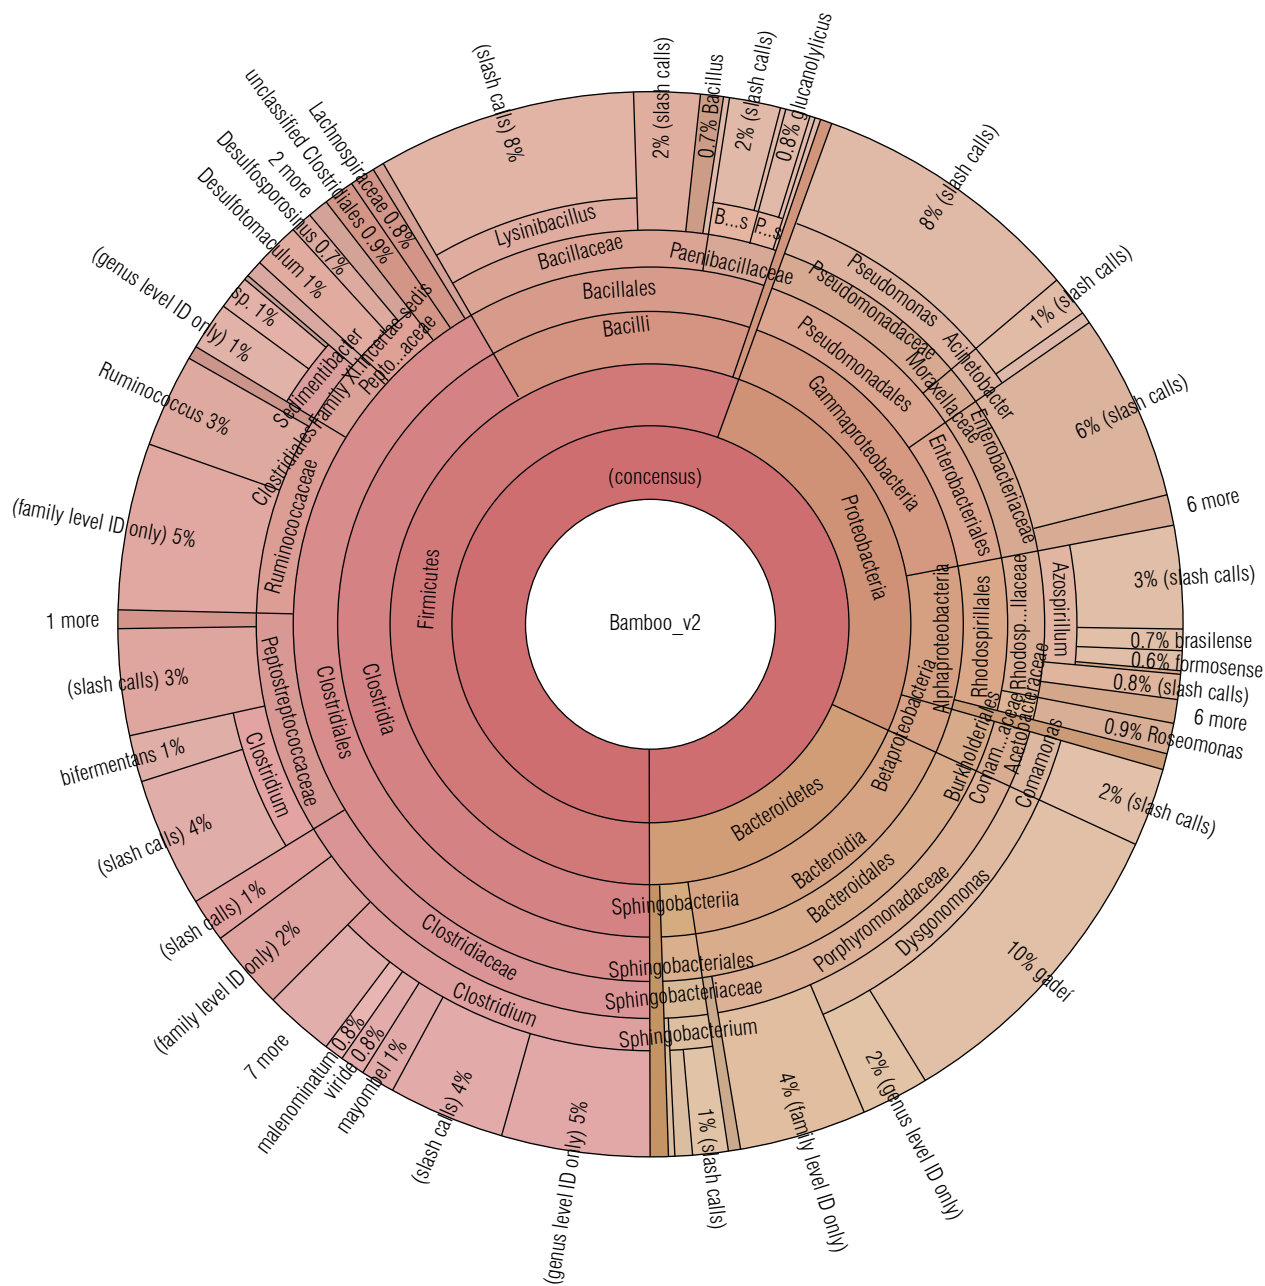 Bamboo_v2
(concensus)
Firmicutes
Proteobacteria
Bacteroidetes
Clostridia
Bacilli
Gammaproteobacteria
Alphaproteobacteria
Betaproteobacteria
Bacteroidia
Sphingobacteriia
Clostridiales
Bacillales
Pseudomonadales
Enterobacteriales
Rhodospirillales
Burkholderiales
Bacteroidales
Sphingobacteriales
Clostridiaceae
Peptostreptococcaceae
Ruminococcaceae
Clostridiales Family XI. Incertae sedis
Pepto...aceae
Bacillaceae
Paenibacillaceae
Pseudomonadaceae
Moraxellaceae
Enterobacteriaceae
Rhodosp...llaceae
Acetobacteraceae
Comam...aceae
Porphyromonadaceae
Sphingobacteriaceae
Clostridium
Clostridium
Sedimentibacter
Lysinibacillus
B...s
P...s
Pseudomonas
Acinetobacter
Azospirillum
Comamonas
Dysgonomonas
Sphingobacterium
(slash calls) 8%
2% (slash calls)
0.7% Bacillus
2% (slash calls)
0.8% glucanolylicus
8% (slash calls)
1% (slash calls)
6% (slash calls)
6 more
3% (slash calls)
0.7% brasilense
0.6% formosense
0.8% (slash calls)
6 more
0.9% Roseomonas
2% (slash calls)
10% gadei
2% (genus level ID only)
4% (family level ID only)
1% (slash calls)
(genus level ID only) 5%
(slash calls) 4%
mayombei 1%
viride 0.8%
malenominatum 0.8%
7 more
(family level ID only) 2%
(slash calls) 1%
(slash calls) 4%
bifermentans 1%
(slash calls) 3%
1 more
(family level ID only) 5%
Ruminococcus 3%
(genus level ID only) 1%
sp. 1%
Desulfotomaculum 1%
Desulfosporosinus 0.7%
2 more
unclassified Clostridiales 0.9%
Lachnospiraceae 0.8%